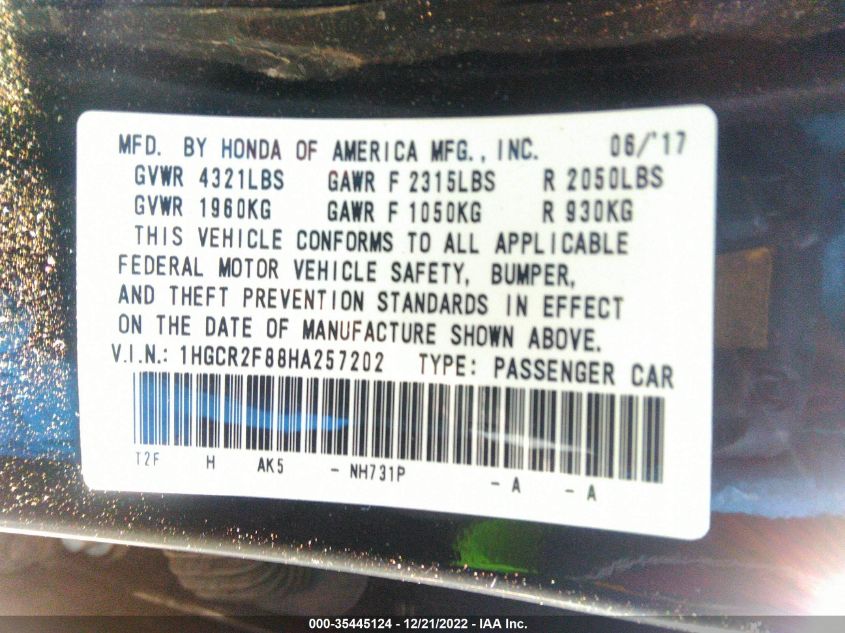 MFD. BY HONDA OF AMERICA MFG., INC. 06/'17
GVWR 4321LBS GAWR F 2315LBS R 2050LBS
GVWR 1960KG GAWR F 1050KG R 930KG
THIS VEHICLE CONFORMS TO ALL APPLICABLE
FEDERAL MOTOR VEHICLE SAFETY, BUMPER,
AND THEFT PREVENTION STANDARDS IN EFFECT
ON THE DATE OF MANUFACTURE SHOWN ABOVE.
V.I.N.: 1HGCR2F88HA257202 TYPE: PASSENGER CAR
T2F H AK5 - NH731P - A - A
000-35445124 - 12/21/2022 - IAA Inc.